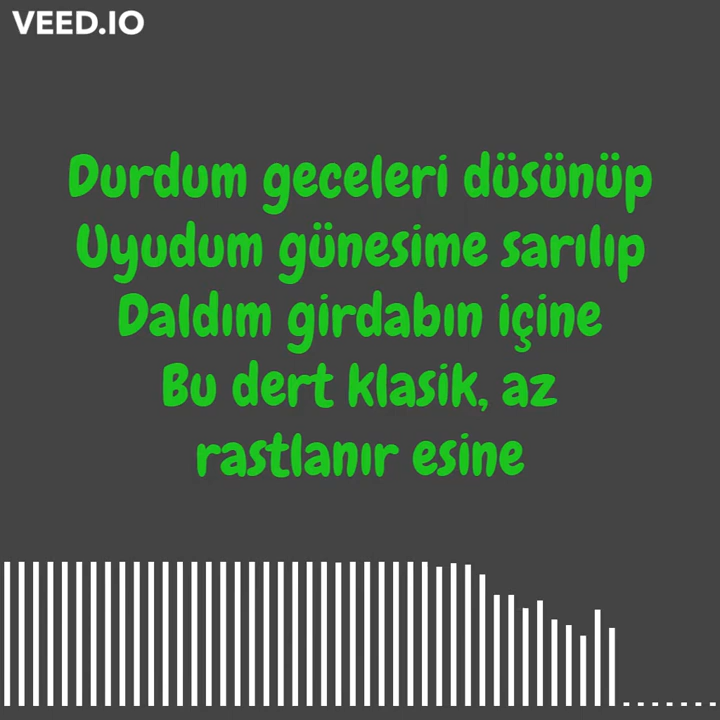 VEED.IO
Durdum geceleri düsünüp
Uyudum günesime sarılıp
Daldım girdabın içine
Bu dert klasik, az
rastlanır esine